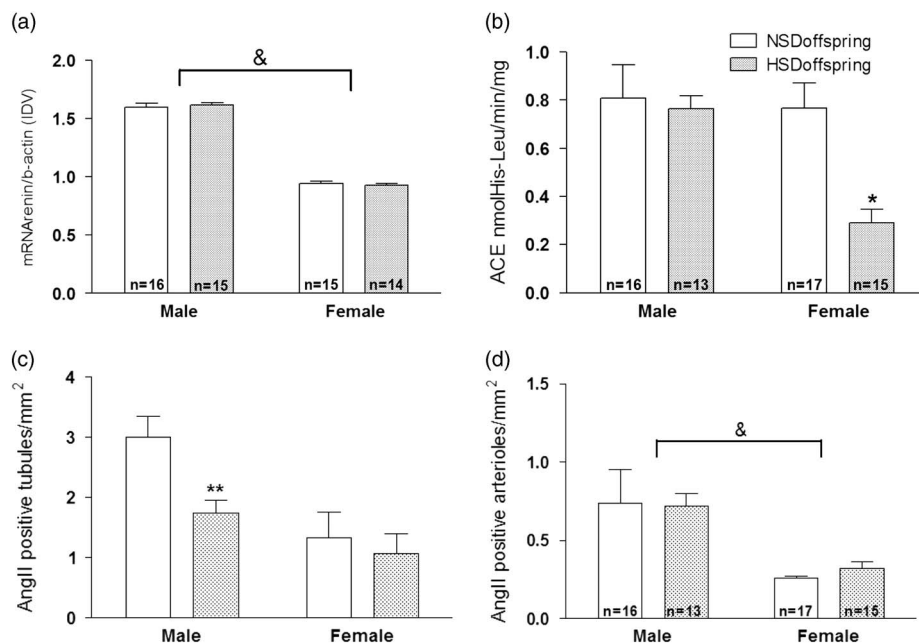 (a)
mRNArenin/b-actin (IDV)
2.0
1.5
1.0
0.5
0.0
&
n=16
n=15
n=15
n=14
Male
Female
(b)
NSDoffspring
HSDoffspring
ACE nmolHis-Leu/min/mg
1.0
0.8
0.6
0.4
0.2
0.0
*
n=16
n=13
n=17
n=15
Male
Female
(c)
AngII positive tubules/mm²
4
3
2
1
0
**
Male
Female
(d)
AngII positive arterioles/mm²
1.5
1.0
0.5
0.0
&
n=16
n=13
n=17
n=15
Male
Female